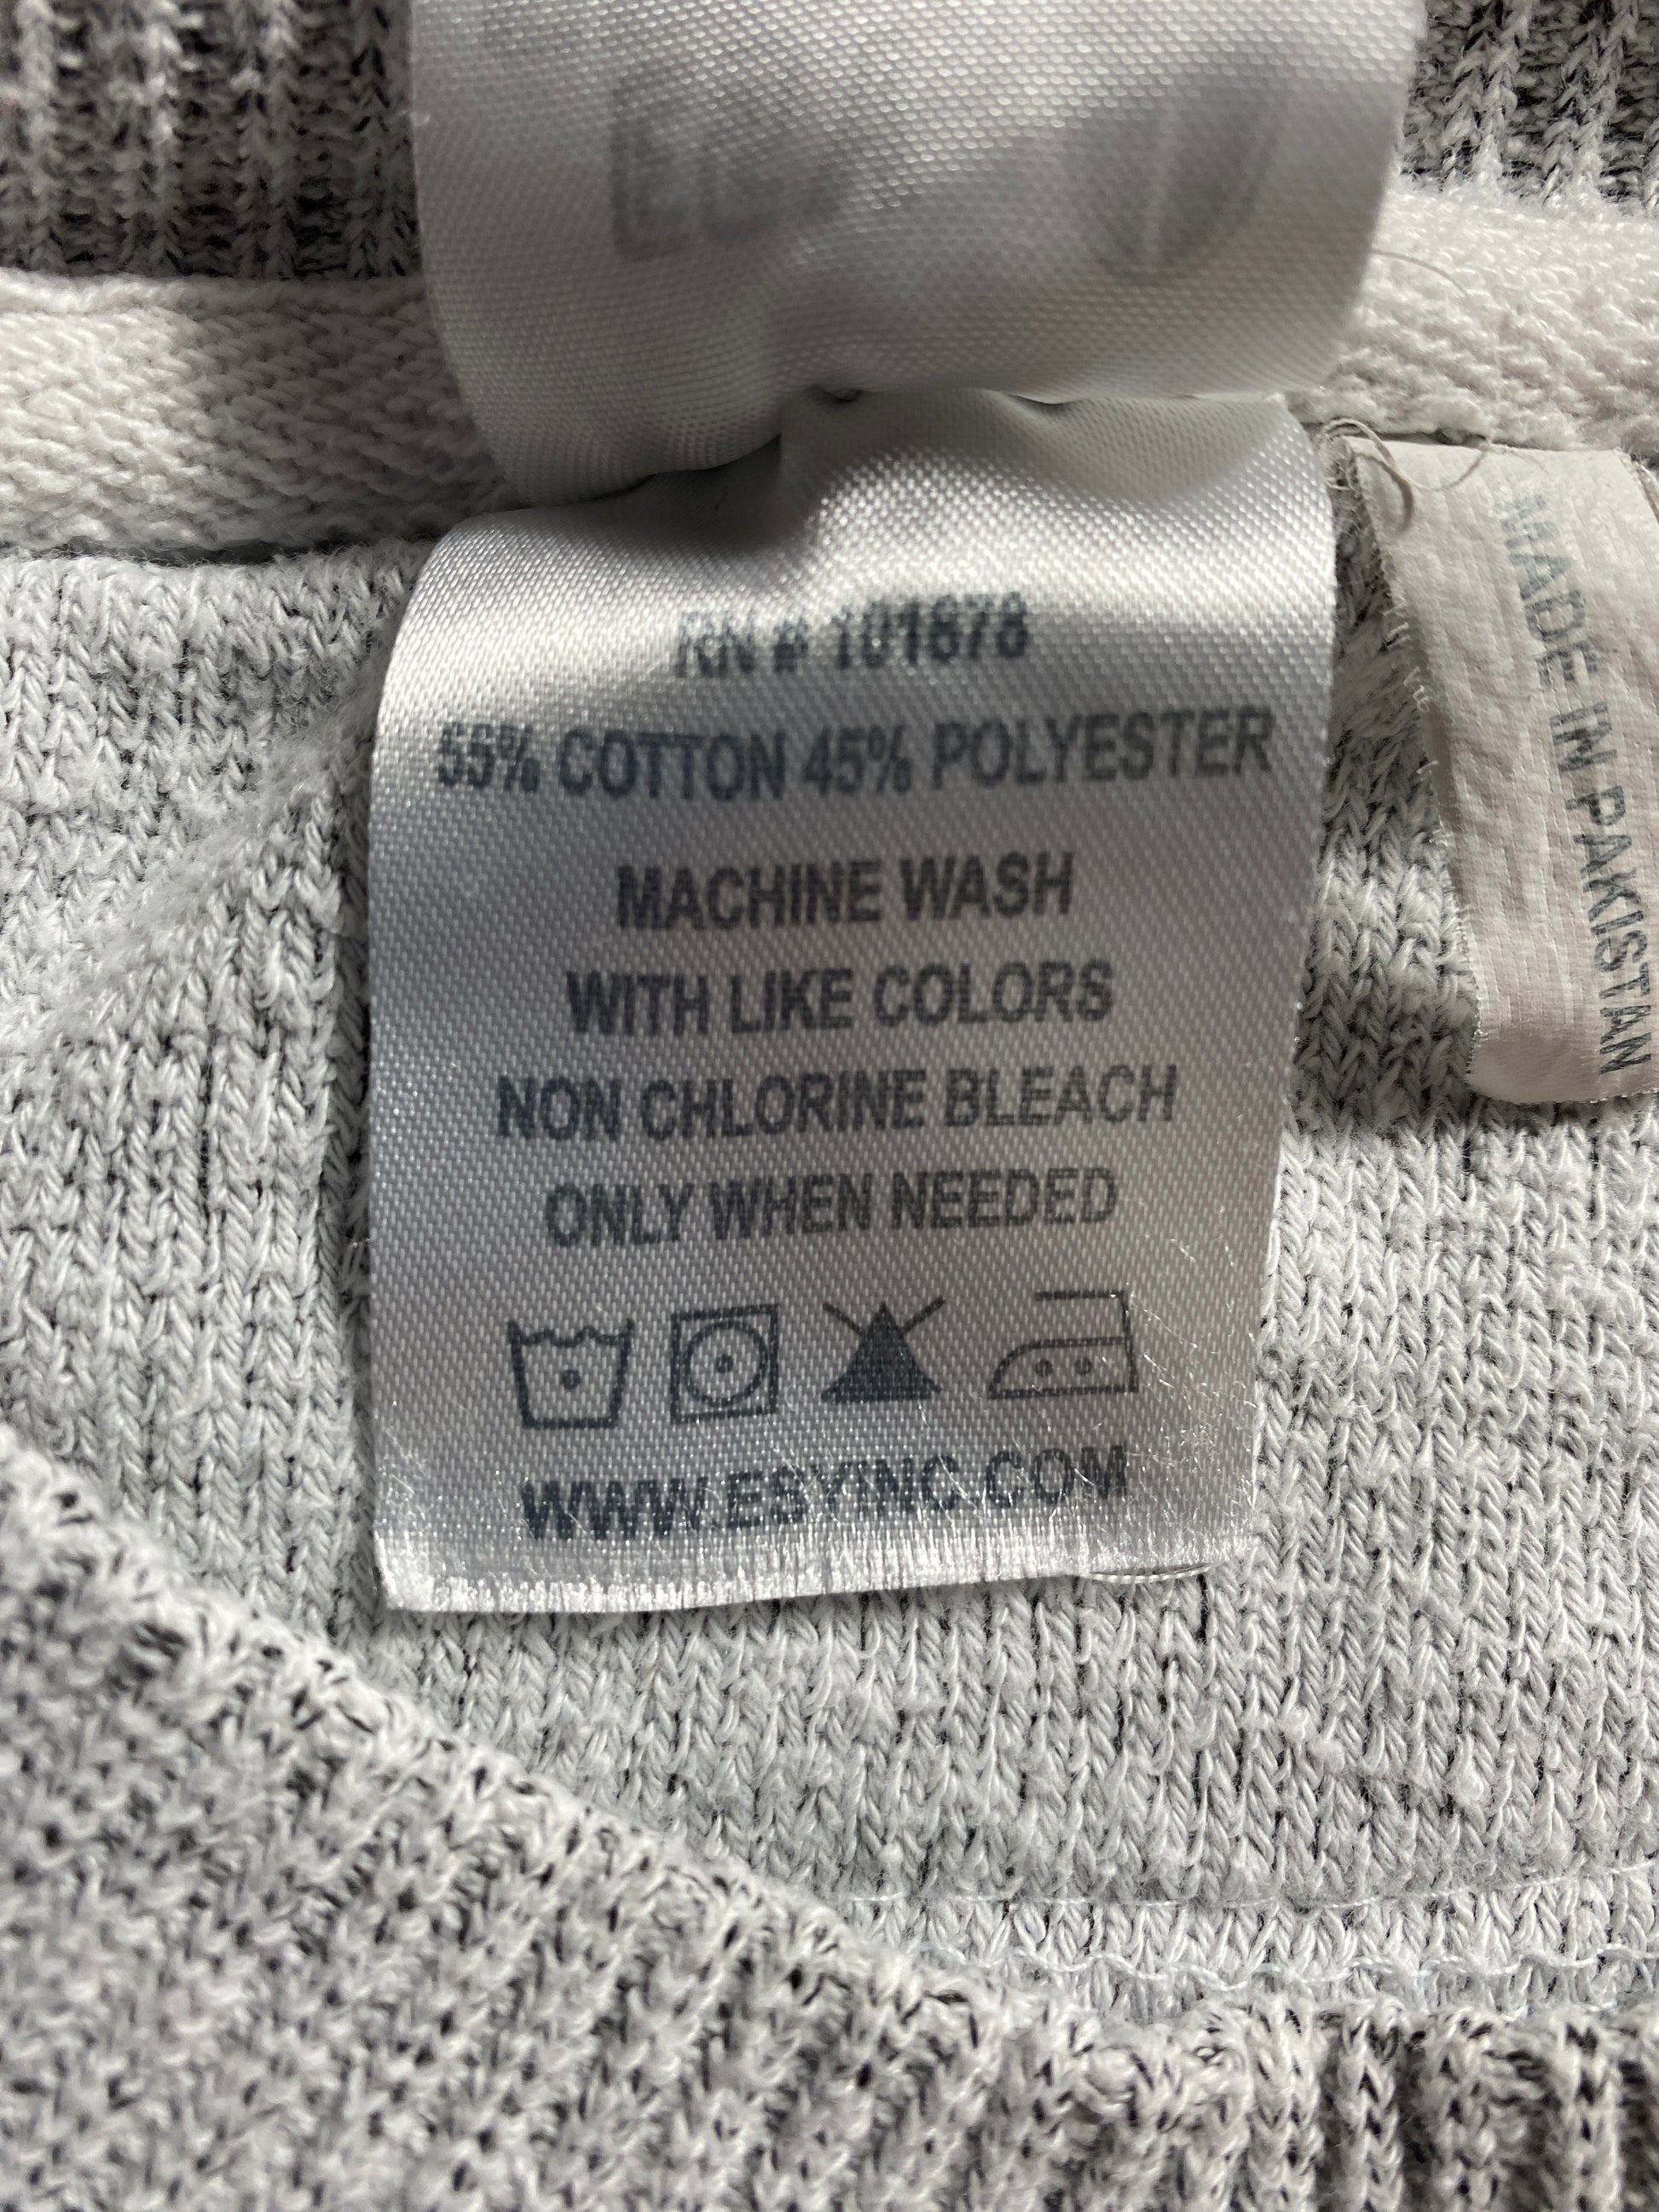 RN # 101878
55% COTTON 45% POLYESTER
MACHINE WASH
WITH LIKE COLORS
NON CHLORINE BLEACH
ONLY WHEN NEEDED
WWW.ESYINC.COM
MADE IN PAKISTAN